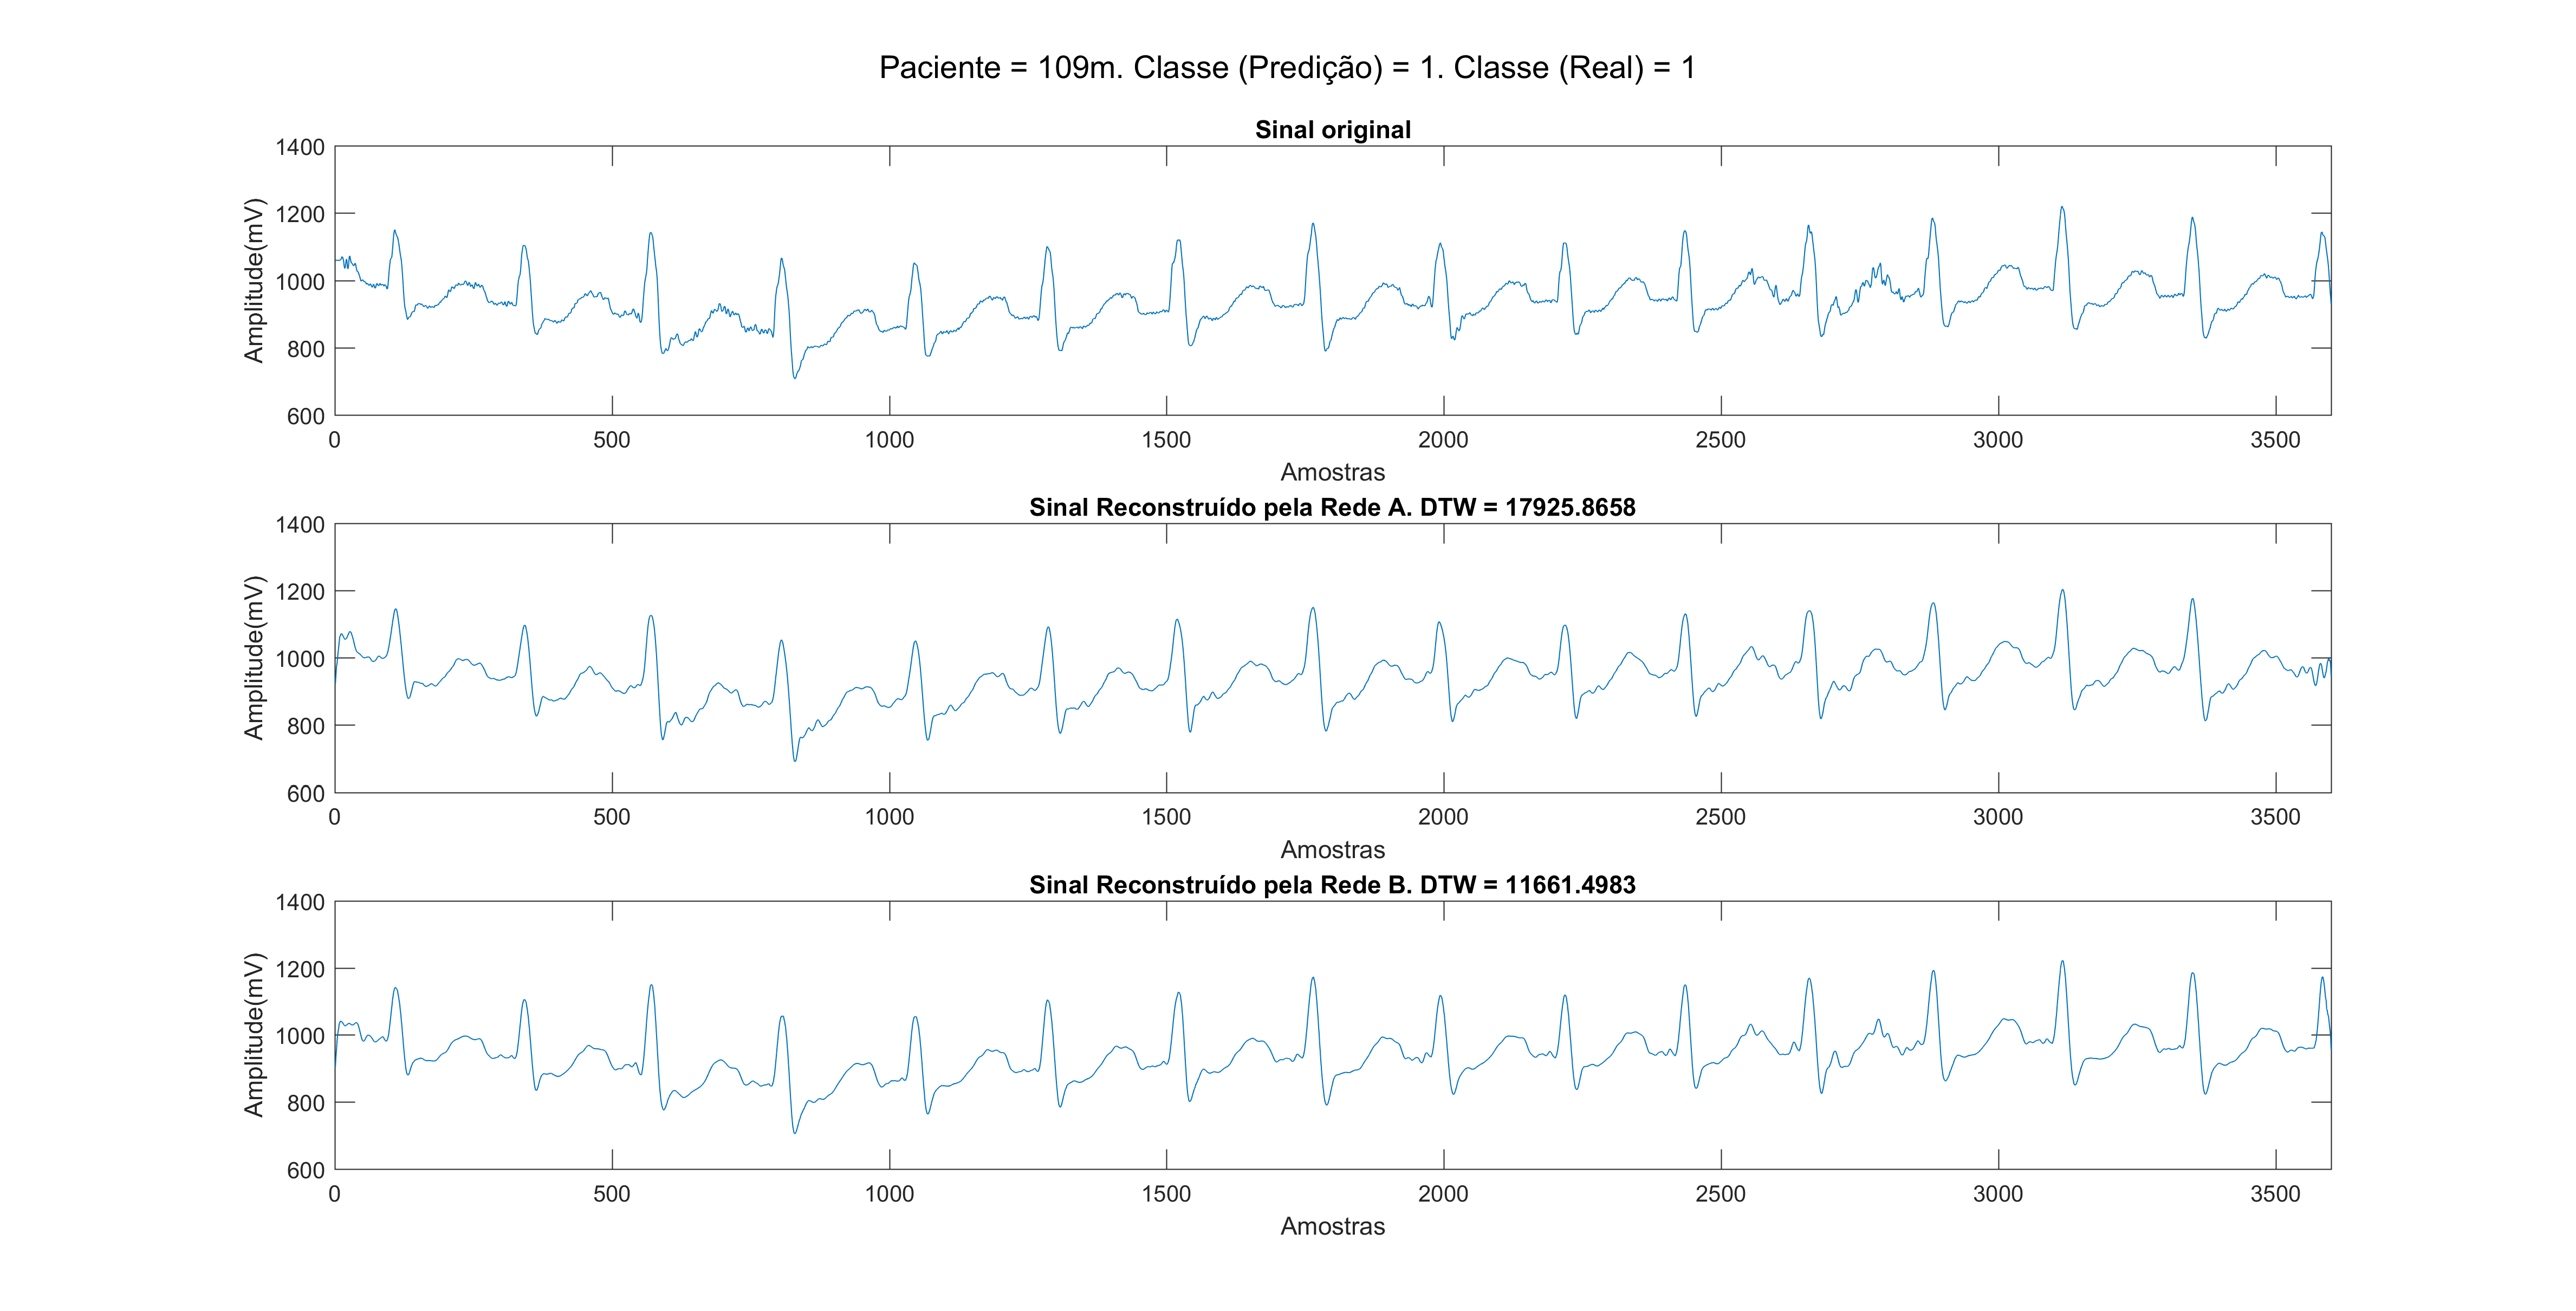 Paciente = 109m. Classe (Predição) = 1. Classe (Real) = 1
Sinal original
1400
1200
1000
800
600
Amplitude(mV)
0 500 1000 1500 2000 2500 3000 3500
Amostras
Sinal Reconstruído pela Rede A. DTW = 17925.8658
1400
1200
1000
800
600
Amplitude(mV)
0 500 1000 1500 2000 2500 3000 3500
Amostras
Sinal Reconstruído pela Rede B. DTW = 11661.4983
1400
1200
1000
800
600
Amplitude(mV)
0 500 1000 1500 2000 2500 3000 3500
Amostras